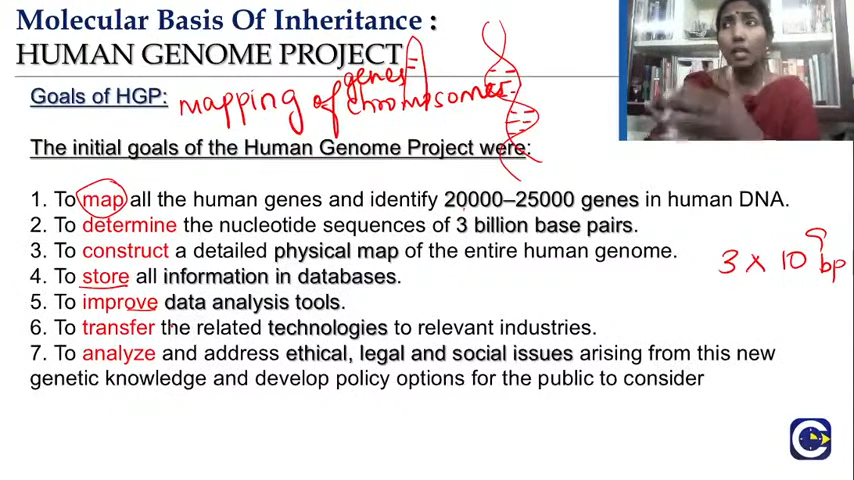 Molecular Basis Of Inheritance :
HUMAN GENOME PROJECT
Goals of HGP:
mapping of genes
chromosomes
The initial goals of the Human Genome Project were:
1. To map all the human genes and identify 20000–25000 genes in human DNA.
2. To determine the nucleotide sequences of 3 billion base pairs.
3. To construct a detailed physical map of the entire human genome.
3 x 10⁹ bp
4. To store all information in databases.
5. To improve data analysis tools.
6. To transfer the related technologies to relevant industries.
7. To analyze and address ethical, legal and social issues arising from this new
genetic knowledge and develop policy options for the public to consider